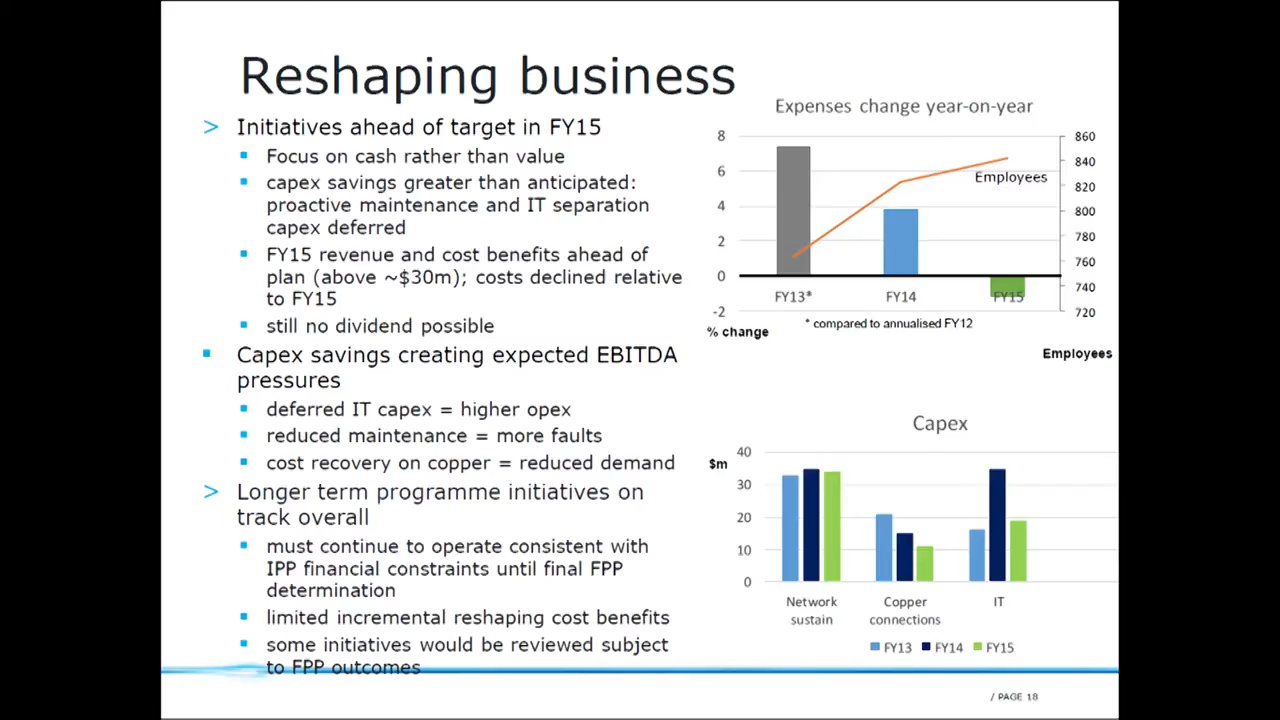 Reshaping business
> Initiatives ahead of target in FY15
Focus on cash rather than value
capex savings greater than anticipated:
proactive maintenance and IT separation
capex deferred
FY15 revenue and cost benefits ahead of
plan (above ~$30m); costs declined relative
to FY15
still no dividend possible
Capex savings creating expected EBITDA
pressures
deferred IT capex = higher opex
reduced maintenance = more faults
cost recovery on copper = reduced demand
> Longer term programme initiatives on
track overall
must continue to operate consistent with
IPP financial constraints until final FPP
determination
limited incremental reshaping cost benefits
some initiatives would be reviewed subject
to FPP outcomes
Expenses change year-on-year
8
6
4
2
0
-2
860
840
820
800
780
760
740
720
Employees
FY13*
FY14
FY15
* compared to annualised FY12
% change
Employees
Capex
$m
40
30
20
10
0
Network
sustain
Copper
connections
IT
FY13 FY14 FY15
/ PAGE 18